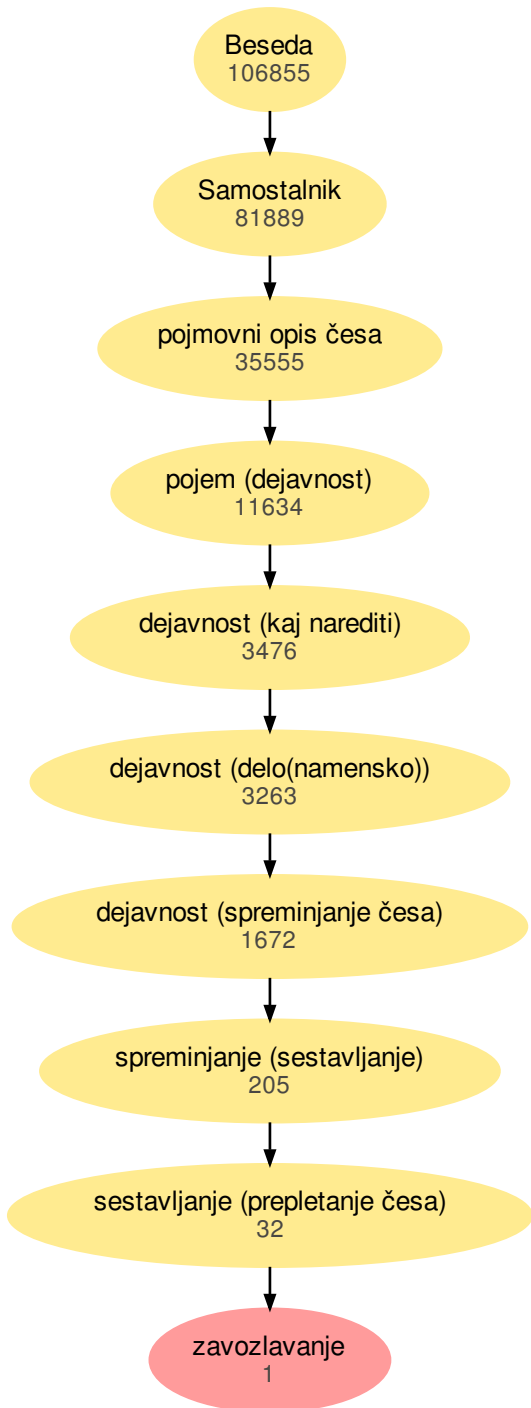 Beseda
106855
Samostalnik
81889
pojmovni opis česa
35555
pojem (dejavnost)
11634
dejavnost (kaj narediti)
3476
dejavnost (delo(namensko))
3263
dejavnost (spreminjanje česa)
1672
spreminjanje (sestavljanje)
205
sestavljanje (prepletanje česa)
32
zavozlavanje
1